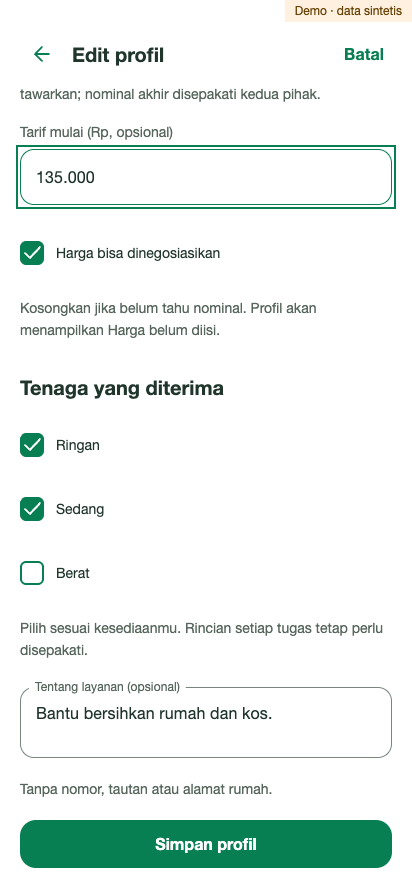 Demo · data sintetis
Edit profil
Batal
tawarkan; nominal akhir disepakati kedua pihak.
Tarif mulai (Rp, opsional)
135.000
Harga bisa dinegosiasikan
Kosongkan jika belum tahu nominal. Profil akan
menampilkan Harga belum diisi.
Tenaga yang diterima
Ringan
Sedang
Berat
Pilih sesuai kesediaanmu. Rincian setiap tugas tetap perlu
disepakati.
Tentang layanan (opsional)
Bantu bersihkan rumah dan kos.
Tanpa nomor, tautan atau alamat rumah.
Simpan profil